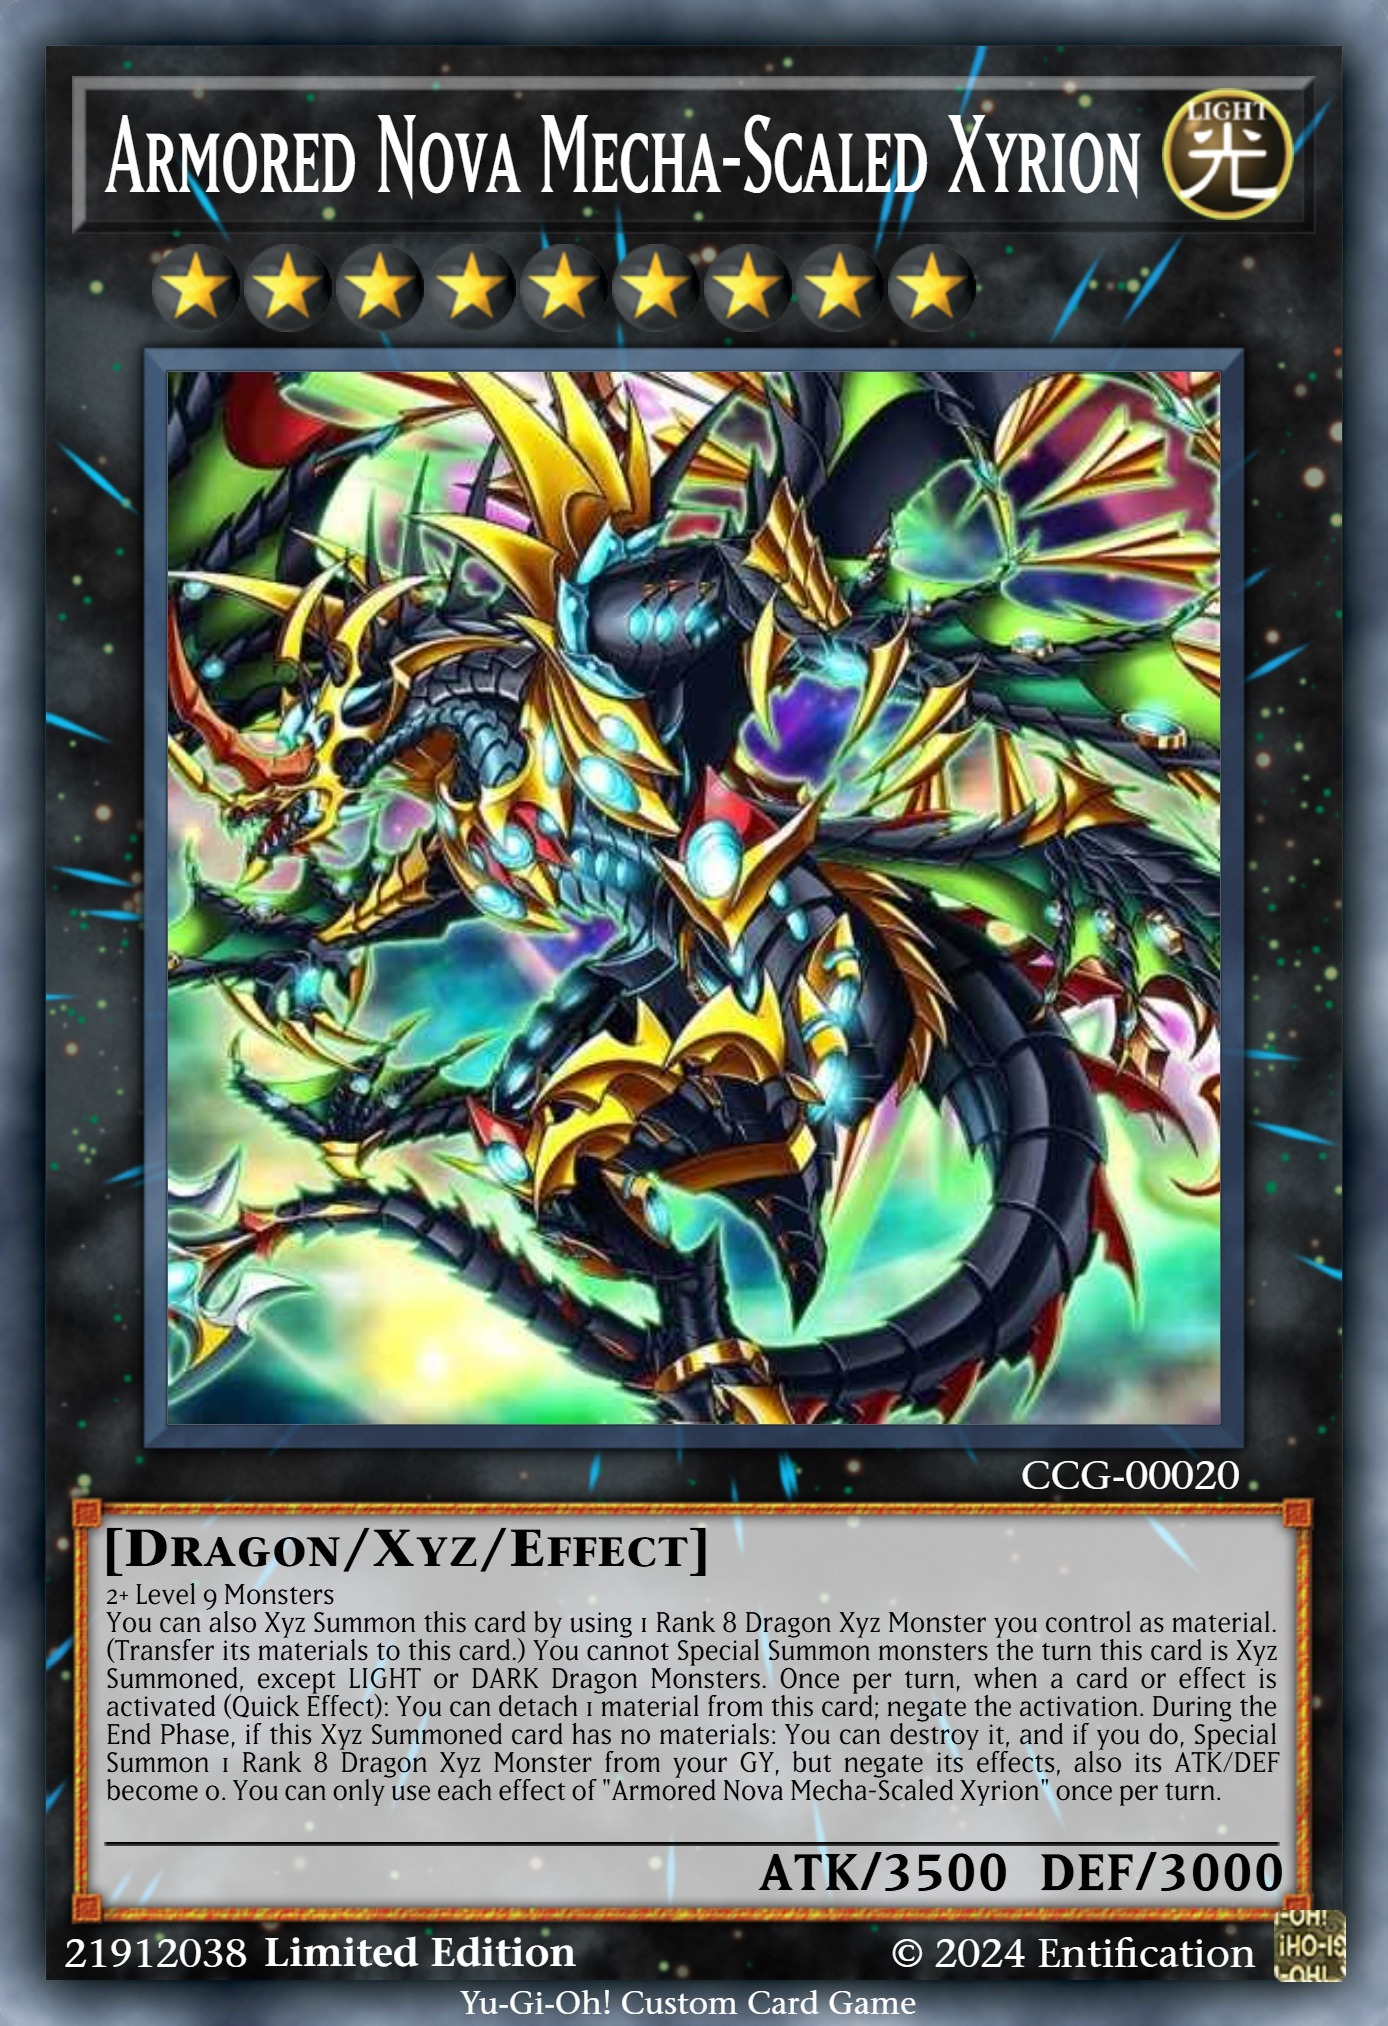 Armored Nova Mecha-Scaled Xyrion
LIGHT
光
CCG-00020
[Dragon/Xyz/Effect]
2+ Level 9 Monsters
You can also Xyz Summon this card by using 1 Rank 8 Dragon Xyz Monster you control as material.
(Transfer its materials to this card.) You cannot Special Summon monsters the turn this card is Xyz
Summoned, except LIGHT or DARK Dragon Monsters. Once per turn, when a card or effect is
activated (Quick Effect): You can detach 1 material from this card; negate the activation. During the
End Phase, if this Xyz Summoned card has no materials: You can destroy it, and if you do, Special
Summon 1 Rank 8 Dragon Xyz Monster from your GY, but negate its effects, also its ATK/DEF
become 0. You can only use each effect of "Armored Nova Mecha-Scaled Xyrion" once per turn.
ATK/3500 DEF/3000
21912038 Limited Edition
© 2024 Entification
Yu-Gi-Oh! Custom Card Game